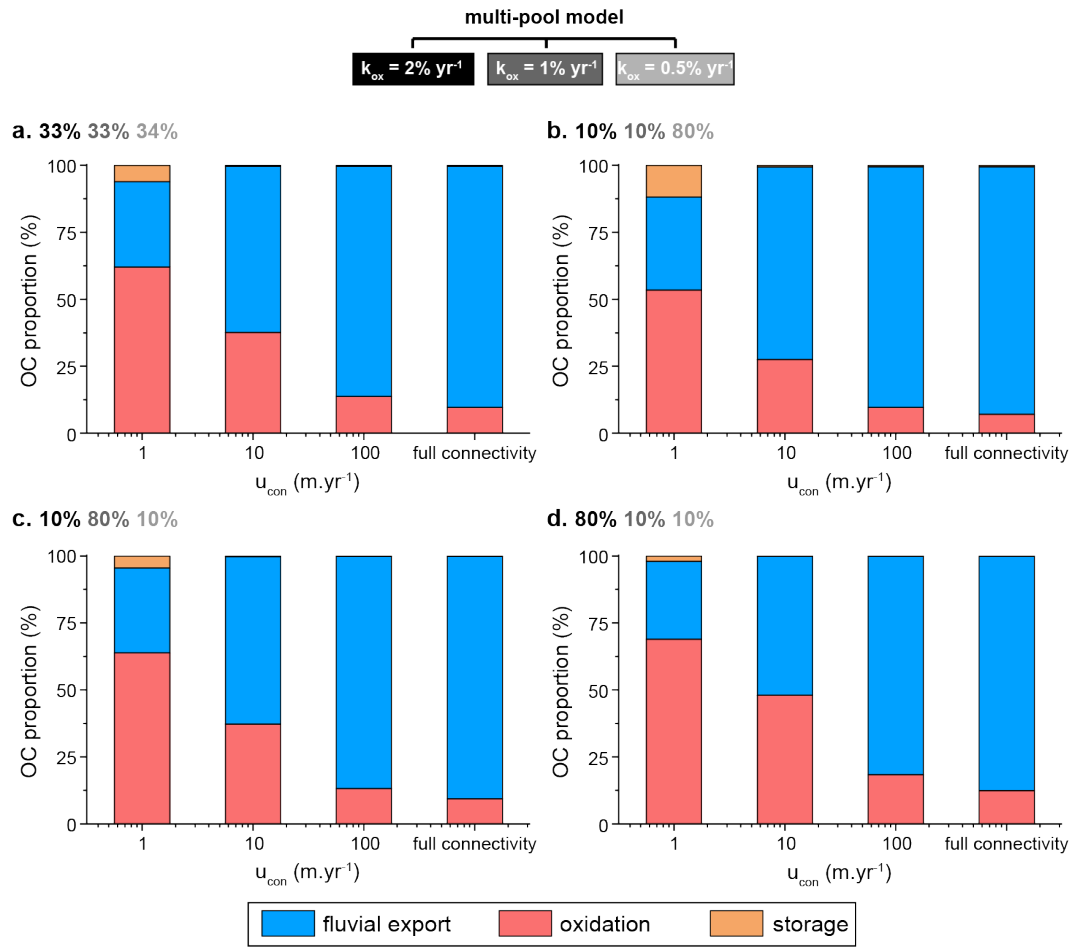 multi-pool model
kox = 2% yr-1 kox = 1% yr-1 kox = 0.5% yr-1
a. 33% 33% 34%
100
75
50
25
0
OC proportion (%)
1 10 100 full connectivity
ucon (m.yr-1)
b. 10% 10% 80%
100
75
50
25
0
OC proportion (%)
1 10 100 full connectivity
ucon (m.yr-1)
c. 10% 80% 10%
100
75
50
25
0
OC proportion (%)
1 10 100 full connectivity
ucon (m.yr-1)
d. 80% 10% 10%
100
75
50
25
0
OC proportion (%)
1 10 100 full connectivity
ucon (m.yr-1)
fluvial export oxidation storage